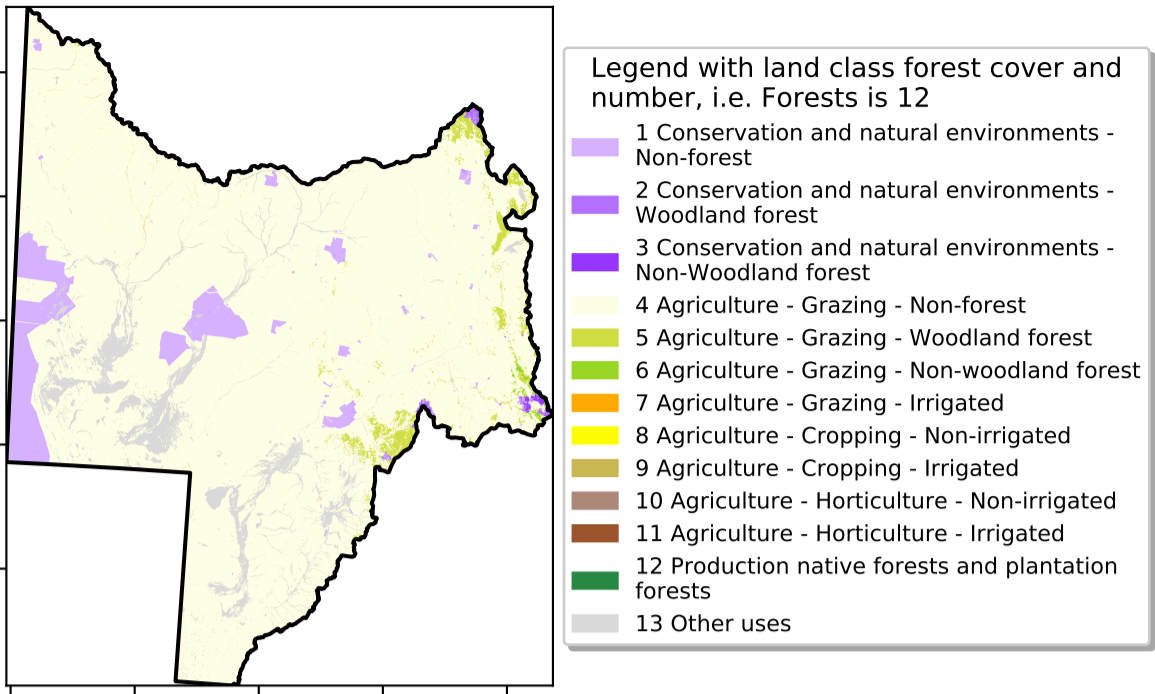 Legend with land class forest cover and
number, i.e. Forests is 12
1 Conservation and natural environments -
Non-forest
2 Conservation and natural environments -
Woodland forest
3 Conservation and natural environments -
Non-Woodland forest
4 Agriculture - Grazing - Non-forest
5 Agriculture - Grazing - Woodland forest
6 Agriculture - Grazing - Non-woodland forest
7 Agriculture - Grazing - Irrigated
8 Agriculture - Cropping - Non-irrigated
9 Agriculture - Cropping - Irrigated
10 Agriculture - Horticulture - Non-irrigated
11 Agriculture - Horticulture - Irrigated
12 Production native forests and plantation
forests
13 Other uses